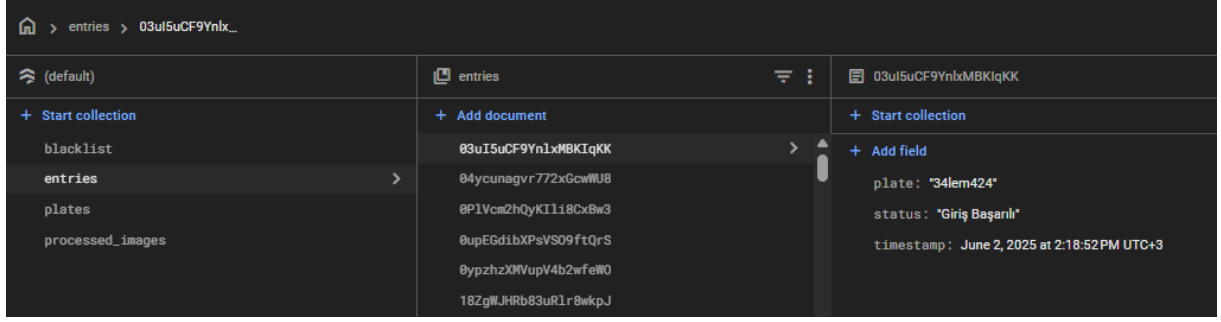 entries
03uI5uCF9Ynlx…
(default)
entries
03uI5uCF9YnlxMBKIqKK
+ Start collection
+ Add document
+ Start collection
blacklist
entries
plates
processed_images
03uI5uCF9YnlxMBKIqKK
04ycunagvr772xGcwWU8
0PlVcm2hQyKIli8CxBw3
0upEGdibXPsVSO9ftQrS
0ypzhzXMVupV4b2wfeWO
18ZgWJHRb83uRlr8wkpJ
+ Add field
plate: "34lem424"
status: "Giriş Başarılı"
timestamp: June 2, 2025 at 2:18:52 PM UTC+3